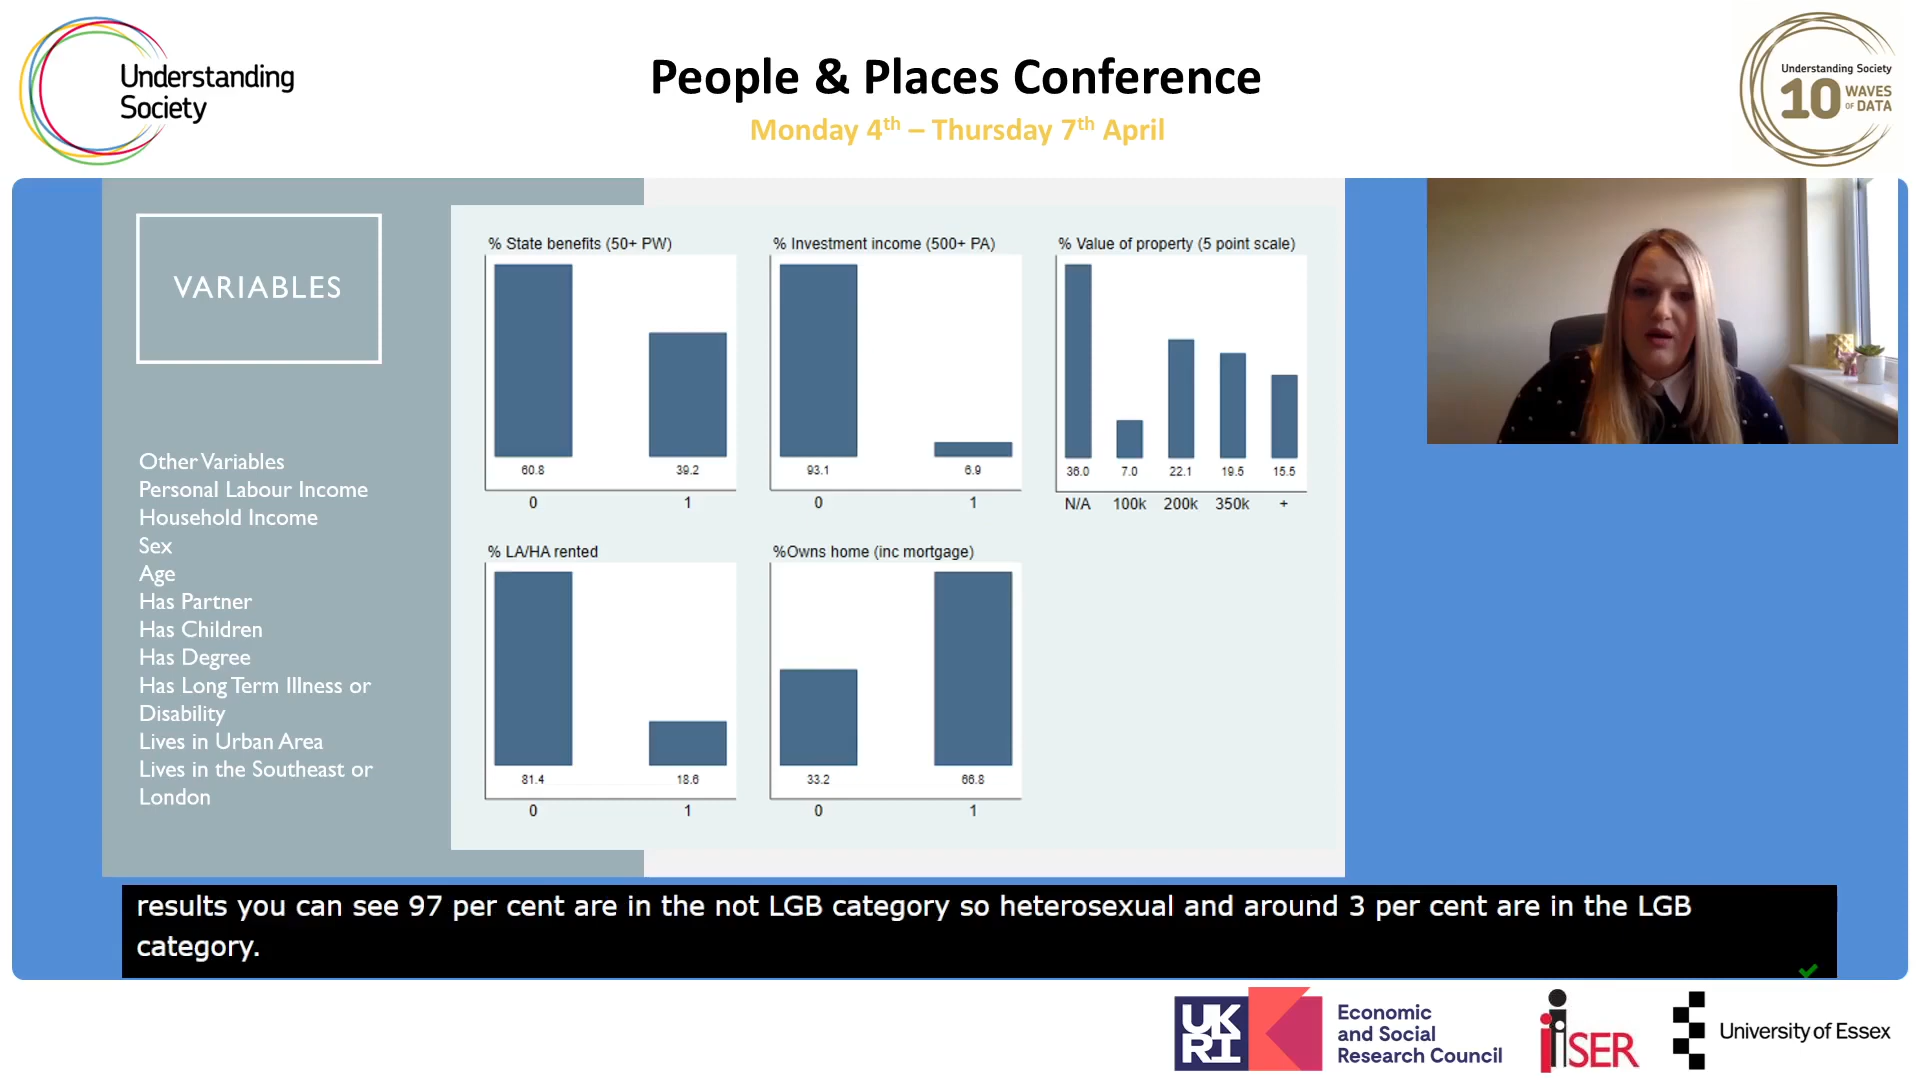 Understanding
Society
People & Places Conference
Monday 4th – Thursday 7th April
Understanding Society
10 WAVES
OF DATA
VARIABLES
Other Variables
Personal Labour Income
Household Income
Sex
Age
Has Partner
Has Children
Has Degree
Has Long Term Illness or
Disability
Lives in Urban Area
Lives in the Southeast or
London
% State benefits (50+ PW)
60.8 39.2
0 1
% Investment income (500+ PA)
93.1 6.9
0 1
% Value of property (5 point scale)
36.0 7.0 22.1 19.5 15.5
N/A 100k 200k 350k +
% LA/HA rented
81.4 18.6
0 1
%Owns home (inc mortgage)
33.2 66.8
0 1
results you can see 97 per cent are in the not LGB category so heterosexual and around 3 per cent are in the LGB
category.
UK
RI
Economic
and Social
Research Council
iSER
University of Essex